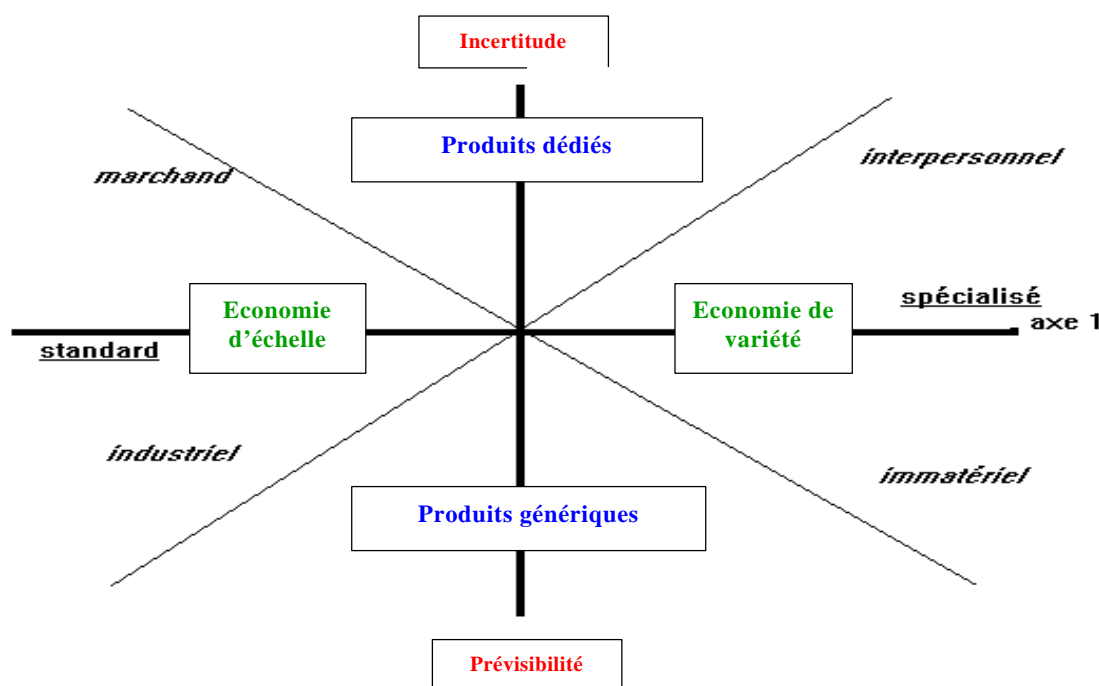 Incertitude
Produits dédiés
marchand
interpersonnel
Economie
d'échelle
Economie de
variété
spécialisé
axe 1
standard
industriel
immatériel
Produits génériques
Prévisibilité